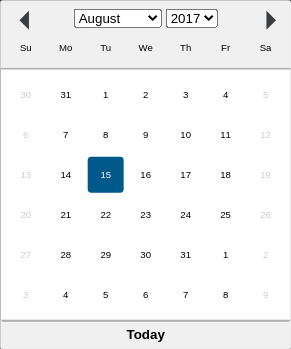 August 2017
Su Mo Tu We Th Fr Sa
30 31 1 2 3 4 5
6 7 8 9 10 11 12
13 14 15 16 17 18 19
20 21 22 23 24 25 26
27 28 29 30 31 1 2
3 4 5 6 7 8 9
Today